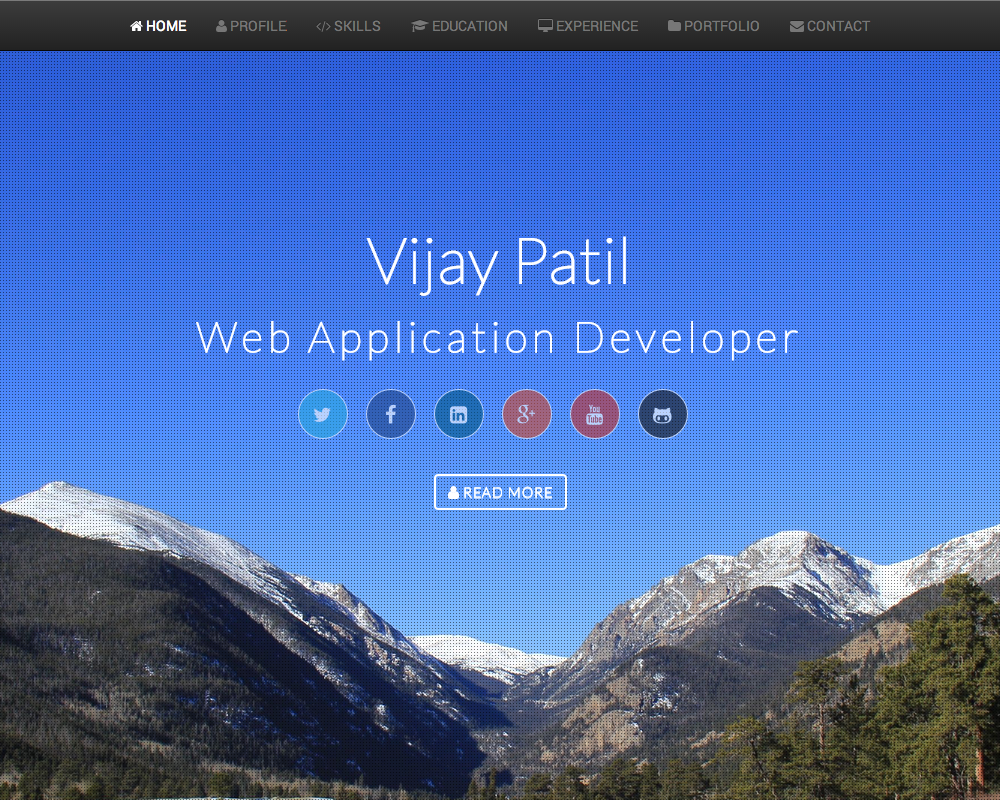 HOME PROFILE SKILLS EDUCATION EXPERIENCE PORTFOLIO CONTACT
Vijay Patil
Web Application Developer
You Tube
READ MORE